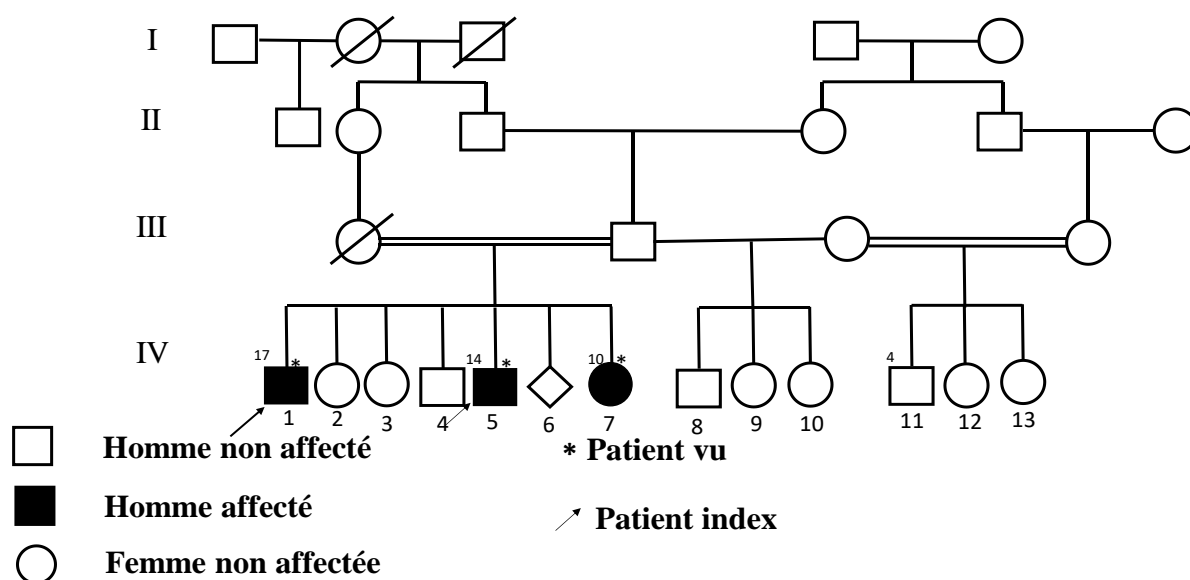 I
II
III
IV
17 * 14 * 10 * 4
1 2 3 4 5 6 7 8 9 10 11 12 13
Homme non affecté
* Patient vu
Homme affecté
Patient index
Femme non affectée